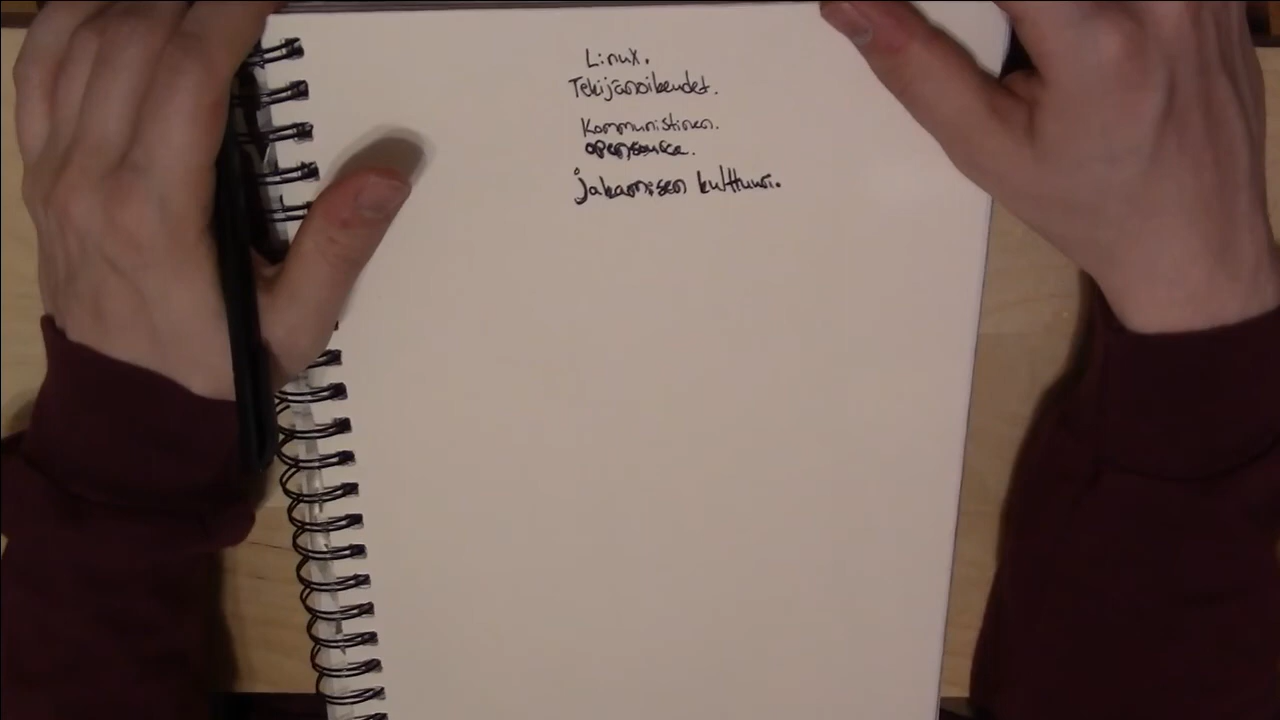 Linux.
Tekijänoikeudet.
Kommunistinen.
opensource.
jakamisen kulttuuri.